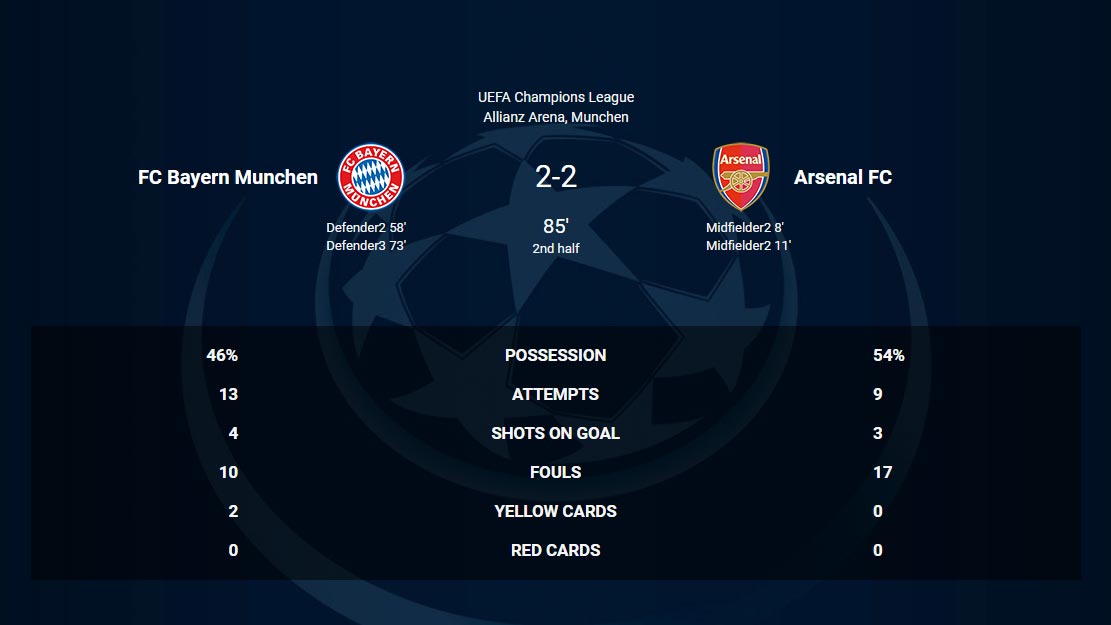 UEFA Champions League
Allianz Arena, Munchen
FC Bayern Munchen
FC BAYERN
MUNCHEN
2-2
Arsenal
Arsenal FC
Defender2 58'
Defender3 73'
85'
2nd half
Midfielder2 8'
Midfielder2 11'
46% POSSESSION 54%
13 ATTEMPTS 9
4 SHOTS ON GOAL 3
10 FOULS 17
2 YELLOW CARDS 0
0 RED CARDS 0